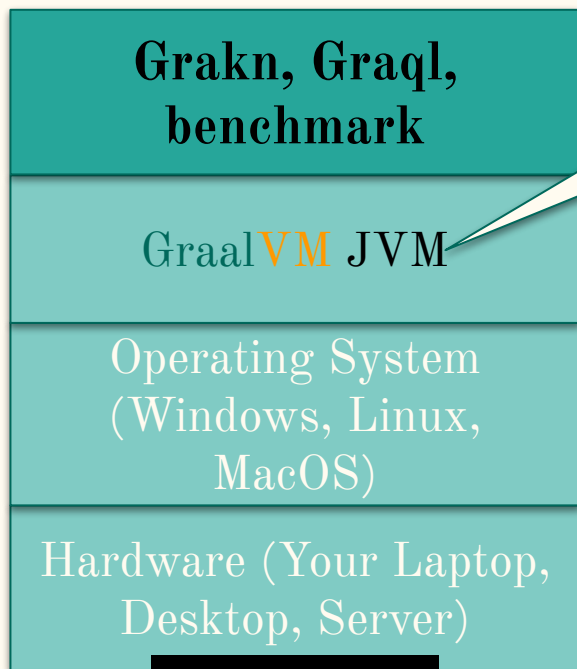 Grakn, Graql,
benchmark
GraalVM JVM
Operating System
(Windows, Linux,
MacOS)
Hardware (Your Laptop,
Desktop, Server)